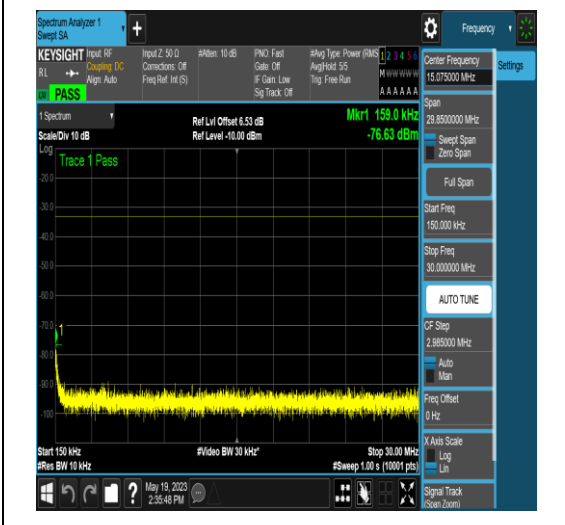 Spectrum Analyzer 1
Swept SA
+
Frequency
KEYSIGHT
RL
Input: RF
Coupling: DC
Align: Auto
Input Z: 50 Ω
Corrections: Off
Freq Ref: Int (S)
#Atten: 10 dB
PNO: Fast
Gate: Off
IF Gain: Low
Sig Track: Off
#Avg Type: Power (RMS
Avg|Hold: 5/5
Trig: Free Run
1 2 3 4 5 6
M w w w w w
A A A A A A
PASS
1 Spectrum
Scale/Div 10 dB
Ref Lvl Offset 6.53 dB
Ref Level -10.00 dBm
Mkr1 159.0 kHz
-76.63 dBm
Log
Trace 1 Pass
-20.0
-30.0
-40.0
-50.0
-60.0
-70.0
1
-80.0
-90.0
-100
Start 150 kHz
#Res BW 10 kHz
#Video BW 30 kHz*
Stop 30.00 MHz
#Sweep 1.00 s (10001 pts)
?
May 19, 2023
2:35:48 PM
Center Frequency
15.075000 MHz
Settings
Span
29.8500000 MHz
Swept Span
Zero Span
Full Span
Start Freq
150.000 kHz
Stop Freq
30.000000 MHz
AUTO TUNE
CF Step
2.985000 MHz
Auto
Man
Freq Offset
0 Hz
X Axis Scale
Log
Lin
Signal Track
(Span Zoom)